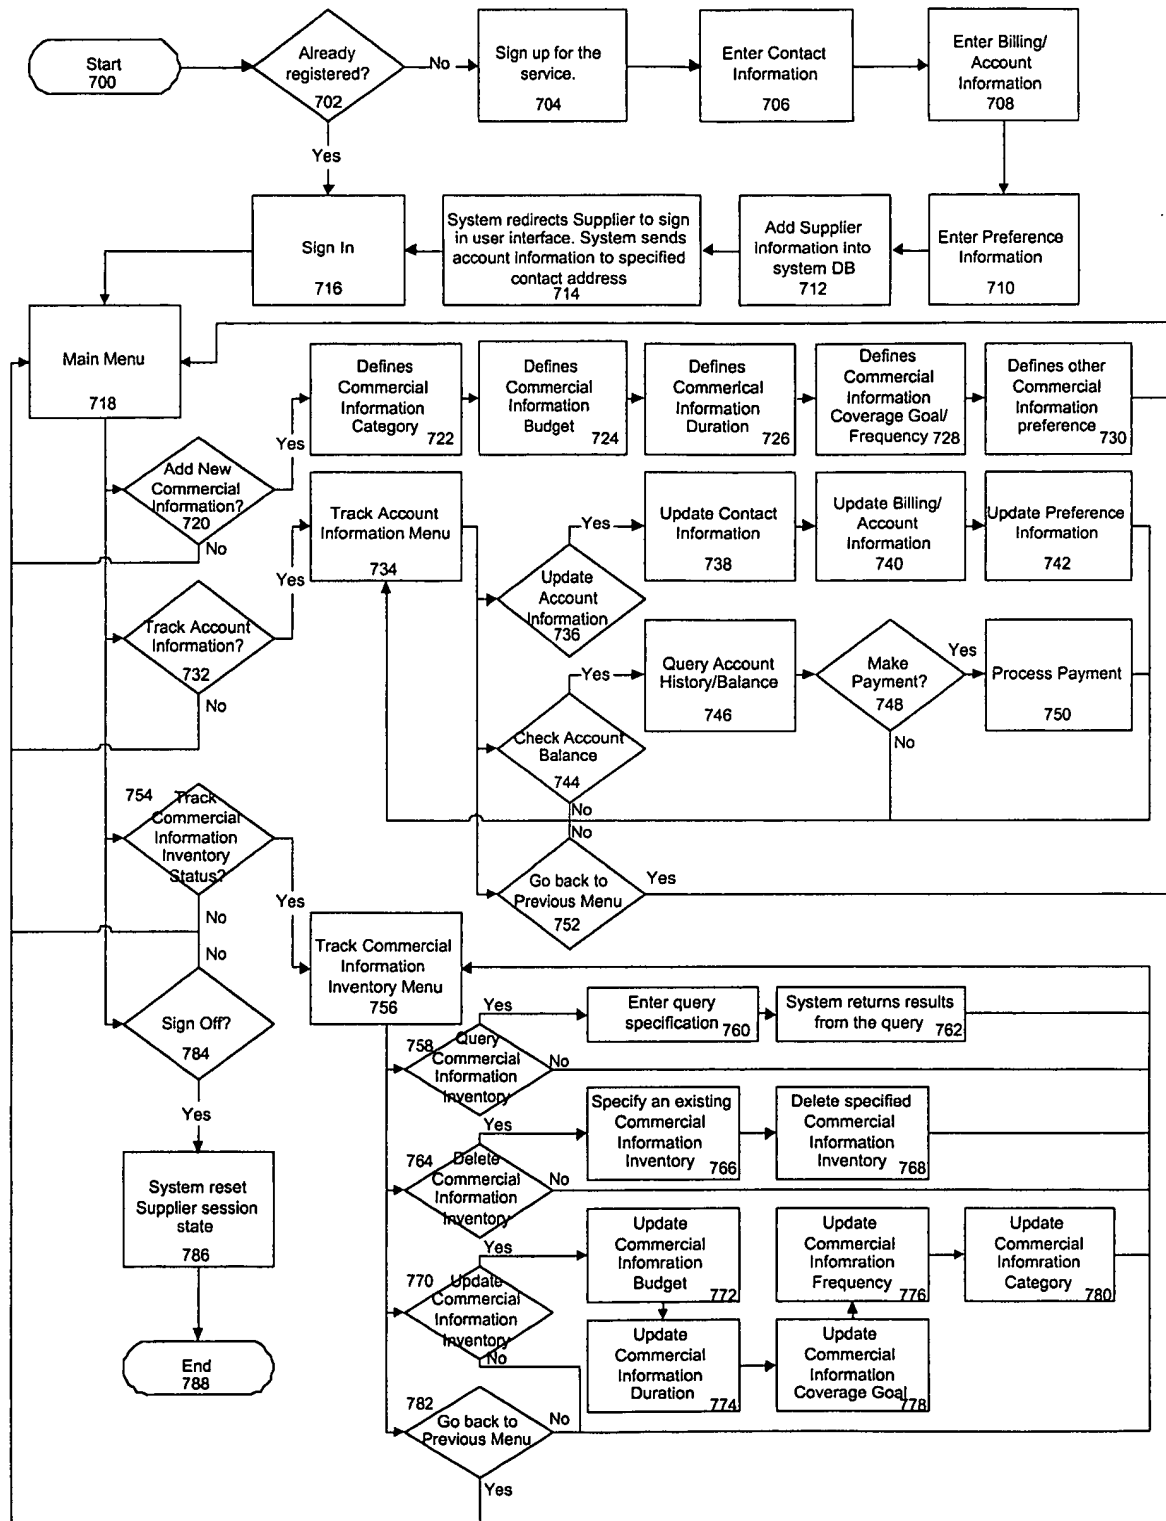 Start
700
Already
registered?
702
No
Sign up for the
service.
704
Enter Contact
Information
706
Enter Billing/
Account
Information
708
Yes
Sign In
716
System redirects Supplier to sign
in user interface. System sends
account information to specified
contact address
714
Add Supplier
information into
system DB
712
Enter Preference
Information
710
Main Menu
718
Defines
Commercial
Information
Category 722
Defines
Commercial
Information
Budget 724
Defines
Commerical
Information
Duration 726
Defines
Commercial
Information
Coverage Goal/
Frequency 728
Defines other
Commercial
Information
preference
730
Yes
Add New
Commercial
Information?
720
No
Track Account
Information Menu
734
Yes
Update
Account
Information
736
Yes
Update Contact
Information
738
Update Billing/
Account
Information
740
Update Preference
Information
742
Track Account
Information?
732
No
Yes
Query Account
History/Balance
746
Make
Payment?
748
Yes
Process Payment
750
No
Check Account
Balance
744
No
No
Go back to
Previous Menu
752
Yes
754
Track
Commercial
Information
Inventory
Status?
Yes
No
No
Sign Off?
784
Yes
System reset
Supplier session
state
786
End
788
Track Commercial
Information
Inventory Menu
756
Yes
Enter query
specification 760
System returns results
from the query 762
758
Query
Commercial
Information
Inventory
No
Yes
Specify an existing
Commercial
Information
Inventory 766
Delete specified
Commercial
Information
Inventory 768
764
Delete
Commercial
Information
Inventory
No
Yes
Update
Commercial
Infomration
Budget
772
Update
Commercial
Infomration
Frequency
776
Update
Commercial
Infomration
Category
780
770
Update
Commercial
Information
Inventory
No
Update
Commercial
Information
Duration 774
Update
Commercial
Information
Coverage Goal
778
782
Go back to
Previous Menu
No
Yes